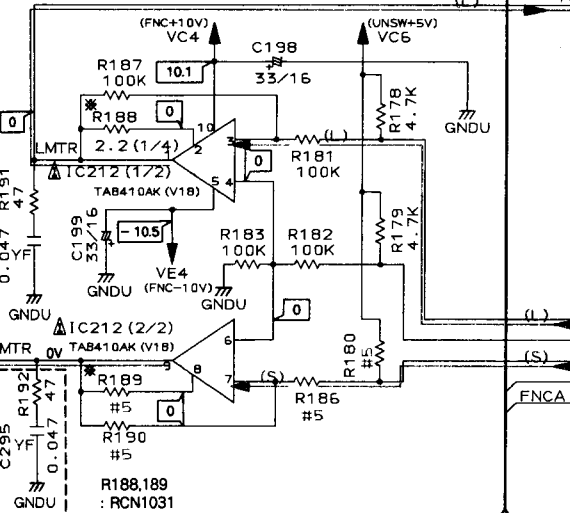 (L)
(FNC+10V)
VC4
(UNSW+5V)
VC6
C198
33/16
R187
100K
10.1
0
※
R188
2.2 (1/4)
0
10
2
1
3
4
5
(L)
R181
100K
0
R178
4.7K
GNDU
LMTR
IC212 (1/2)
TA8410AK (V18)
R191
47
0.047
YF
GNDU
C199
33/16
GNDU
-10.5
VE4
(FNC-10V)
R183
100K
GNDU
R182
100K
R179
4.7K
0
(L)
IC212 (2/2)
TA8410AK (V18)
MTR
0V
※
9
8
6
7
R189
#5
0
R190
#5
(S)
R186
#5
R180
#5
(S)
FNCA
R192
47
C295
YF
0.047
GNDU
R188,189
: RCN1031